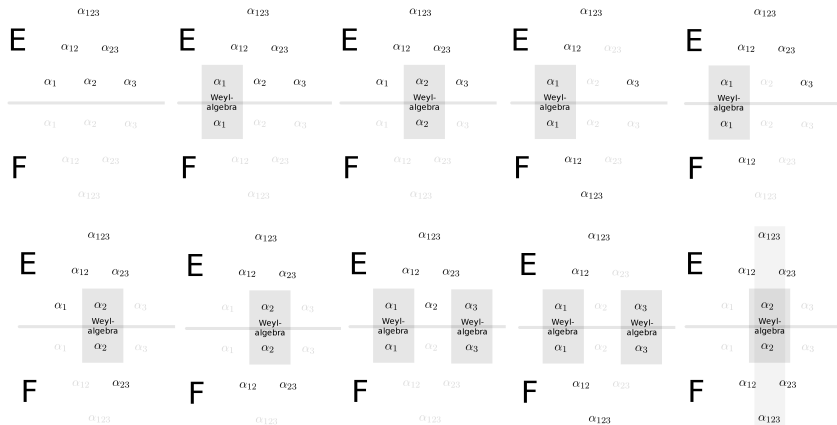 α₁₂₃ α₁₂₃ α₁₂₃ α₁₂₃ α₁₂₃
E α₁₂ α₂₃ E α₁₂ α₂₃ E α₁₂ α₂₃ E α₁₂ α₂₃ E α₁₂ α₂₃
α₁ α₂ α₃ α₁ α₂ α₃ α₁ α₂ α₃ α₁ α₂ α₃ α₁ α₂ α₃
Weyl- Weyl- Weyl- Weyl-
algebra algebra algebra algebra
α₁ α₂ α₃ α₁ α₂ α₃ α₁ α₂ α₃ α₁ α₂ α₃ α₁ α₂ α₃
F α₁₂ α₂₃ F α₁₂ α₂₃ F α₁₂ α₂₃ F α₁₂ α₂₃ F α₁₂ α₂₃
α₁₂₃ α₁₂₃ α₁₂₃ α₁₂₃ α₁₂₃
α₁₂₃ α₁₂₃ α₁₂₃ α₁₂₃ α₁₂₃
E α₁₂ α₂₃ E α₁₂ α₂₃ E α₁₂ α₂₃ E α₁₂ α₂₃ E α₁₂ α₂₃
α₁ α₂ α₃ α₁ α₂ α₃ α₁ α₂ α₃ α₁ α₂ α₃ α₁ α₂ α₃
Weyl- Weyl- Weyl- Weyl- Weyl- Weyl- Weyl-
algebra algebra algebra algebra algebra algebra algebra
α₁ α₂ α₃ α₁ α₂ α₃ α₁ α₂ α₃ α₁ α₂ α₃ α₁ α₂ α₃
F α₁₂ α₂₃ F α₁₂ α₂₃ F α₁₂ α₂₃ F α₁₂ α₂₃ F α₁₂ α₂₃
α₁₂₃ α₁₂₃ α₁₂₃ α₁₂₃ α₁₂₃